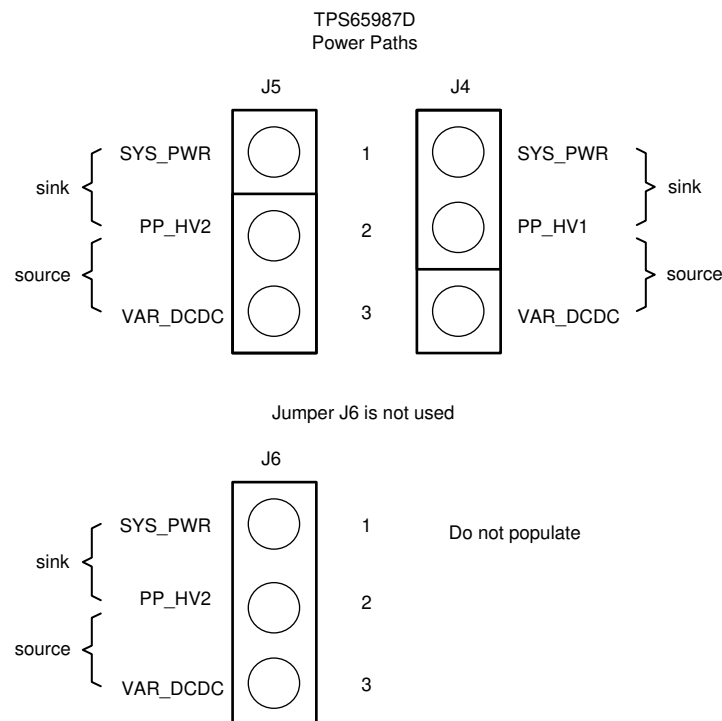 TPS65987D
Power Paths
J5
J4
SYS_PWR
1
SYS_PWR
sink
sink
PP_HV2
2
PP_HV1
source
source
VAR_DCDC
3
VAR_DCDC
Jumper J6 is not used
J6
SYS_PWR
1
Do not populate
sink
PP_HV2
2
source
VAR_DCDC
3